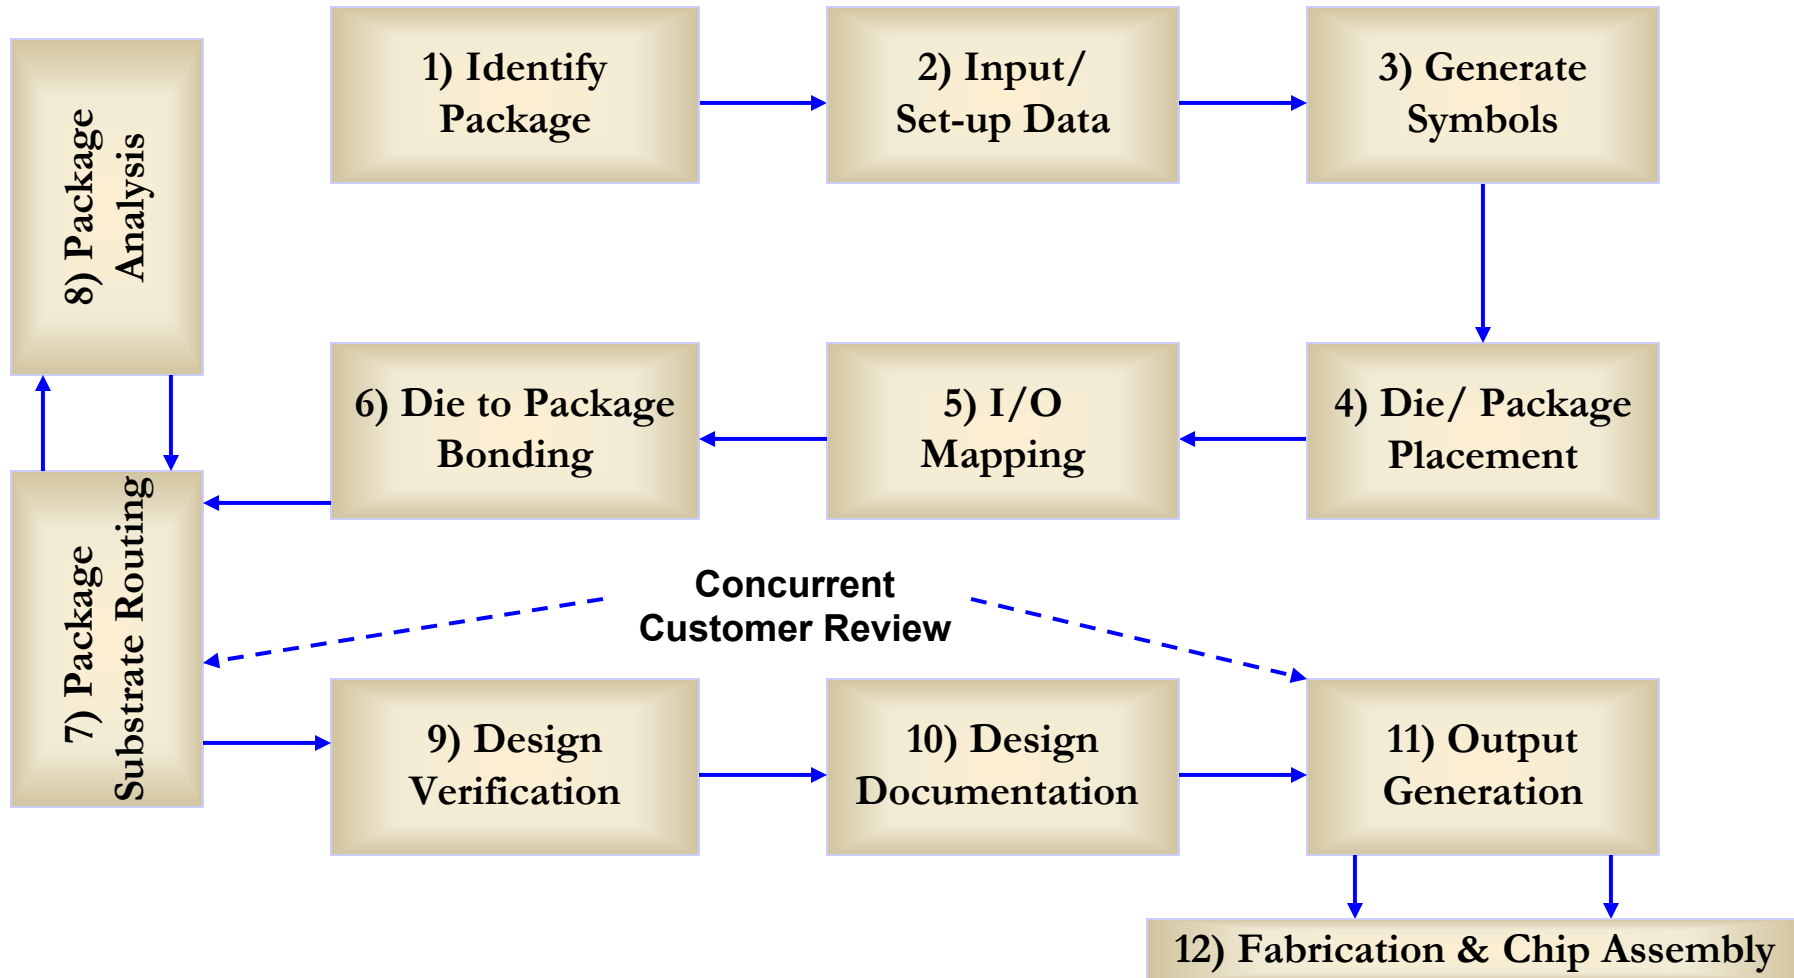 1) Identify
Package
2) Input/
Set-up Data
3) Generate
Symbols
4) Die/ Package
Placement
5) I/O
Mapping
6) Die to Package
Bonding
7) Package
Substrate Routing
8) Package
Analysis
Concurrent
Customer Review
9) Design
Verification
10) Design
Documentation
11) Output
Generation
12) Fabrication & Chip Assembly